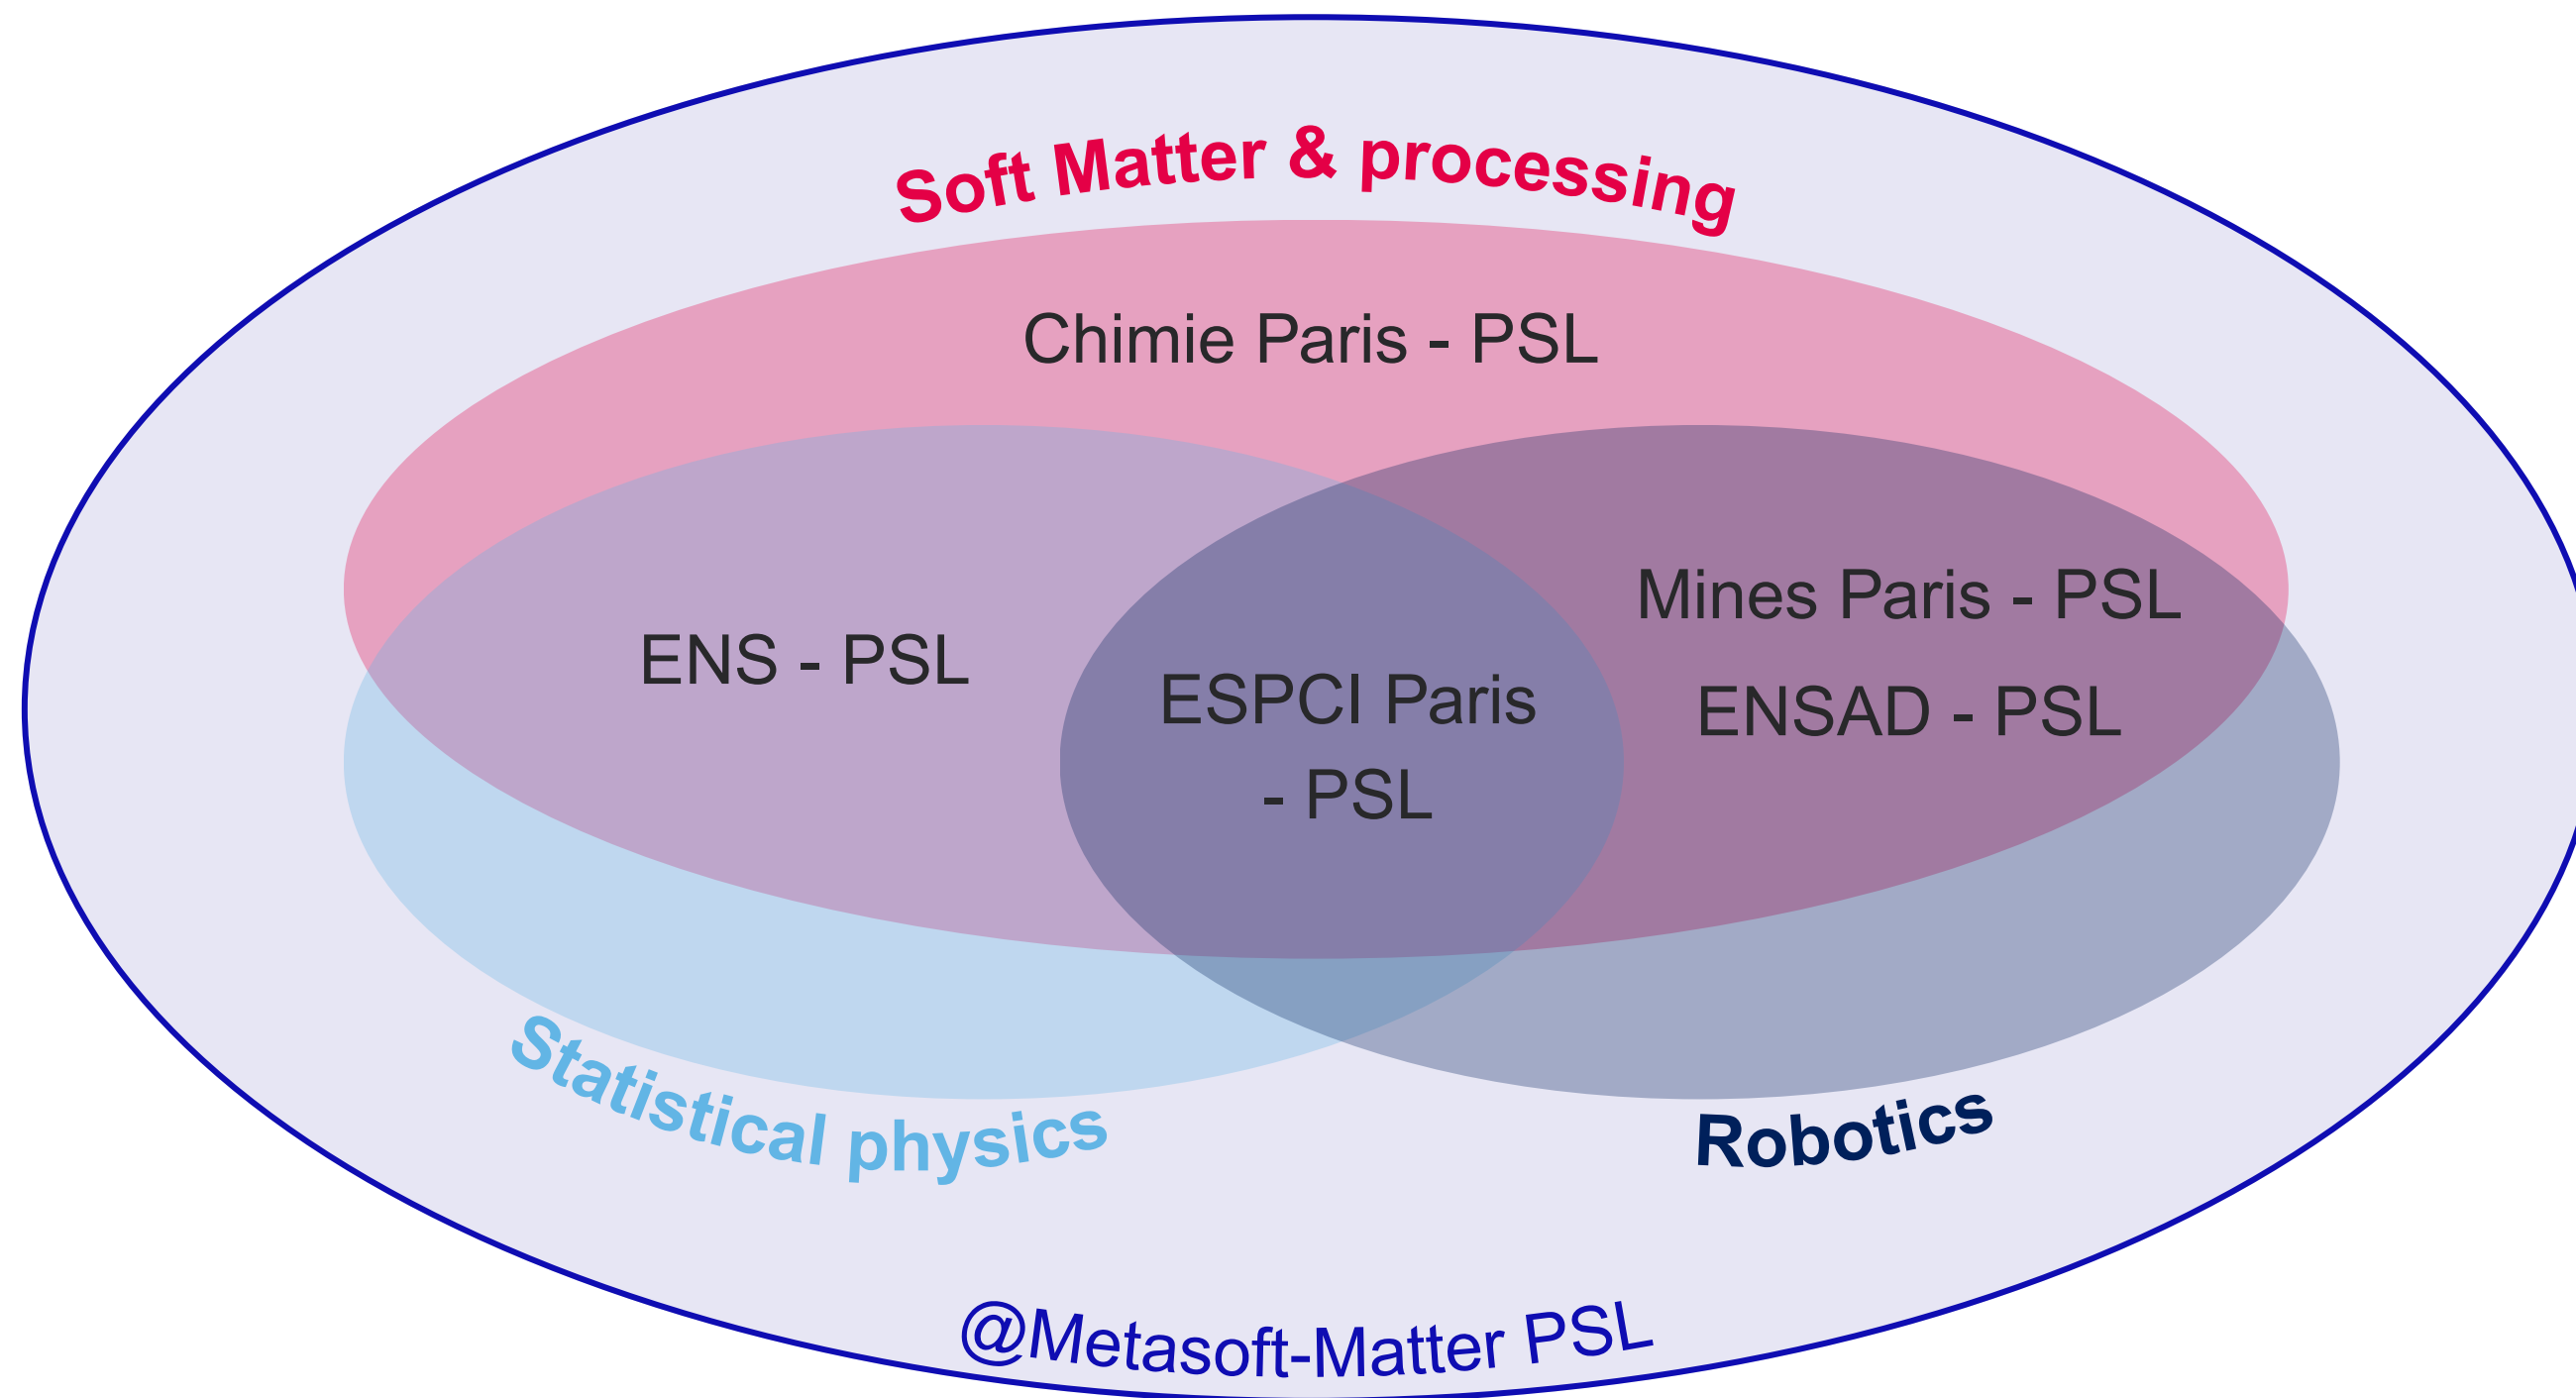 Soft Matter & processing
Chimie Paris - PSL
Mines Paris - PSL
ENS - PSL
ESPCI Paris
- PSL
ENSAD - PSL
Statistical physics
Robotics
@Metasoft-Matter PSL